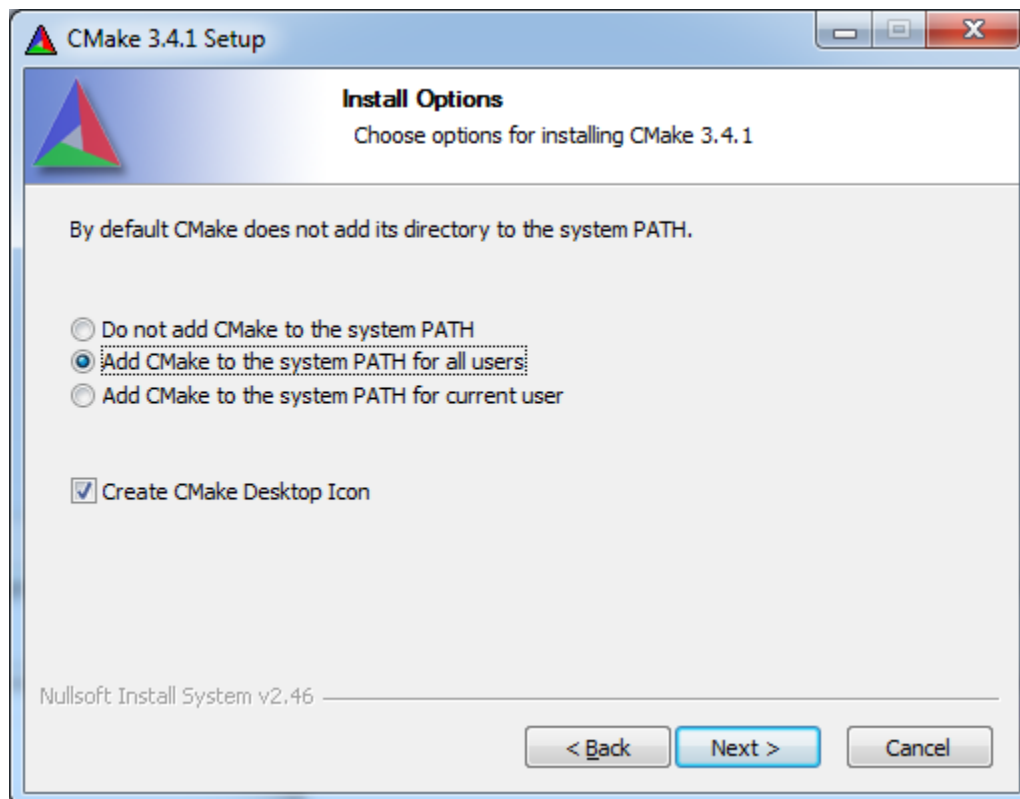 CMake 3.4.1 Setup
Install Options
Choose options for installing CMake 3.4.1
By default CMake does not add its directory to the system PATH.
Do not add CMake to the system PATH
Add CMake to the system PATH for all users
Add CMake to the system PATH for current user
Create CMake Desktop Icon
Nullsoft Install System v2.46
< Back
Next >
Cancel